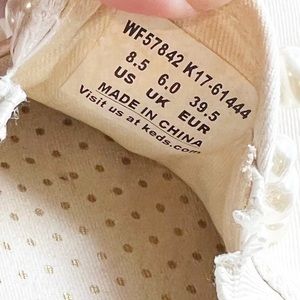 WF57842 K17-61444
8.5 6.0 39.5
US UK EUR
MADE IN CHINA
Visit us at keds.com